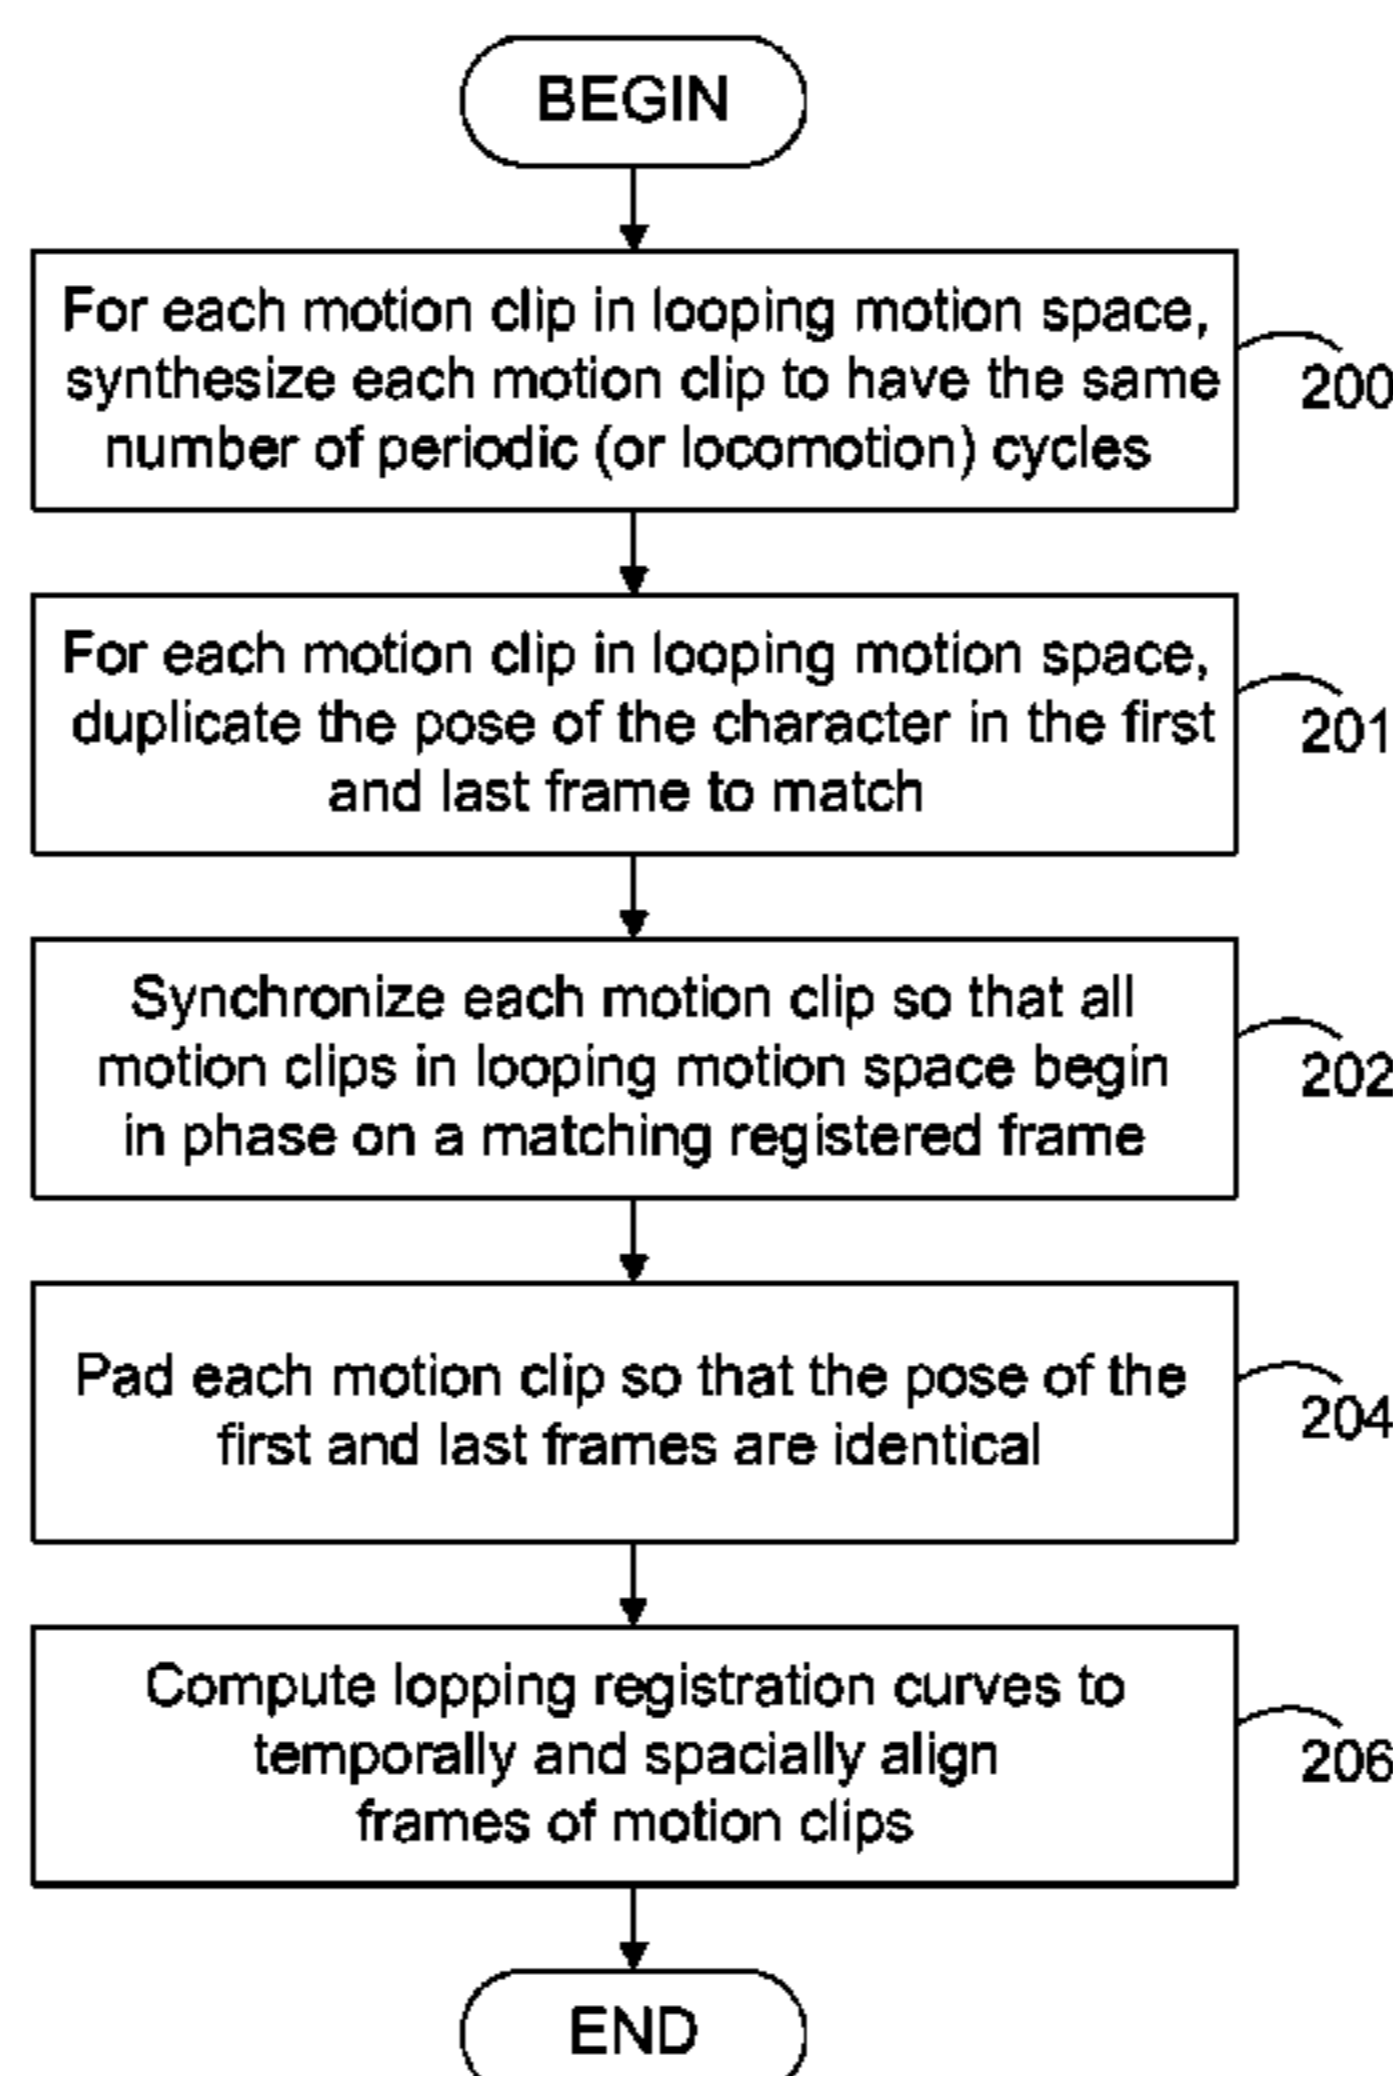 BEGIN
For each motion clip in looping motion space,
synthesize each motion clip to have the same
number of periodic (or locomotion) cycles
200
For each motion clip in looping motion space,
duplicate the pose of the character in the first
and last frame to match
201
Synchronize each motion clip so that all
motion clips in looping motion space begin
in phase on a matching registered frame
202
Pad each motion clip so that the pose of the
first and last frames are identical
204
Compute lopping registration curves to
temporally and spacially align
frames of motion clips
206
END